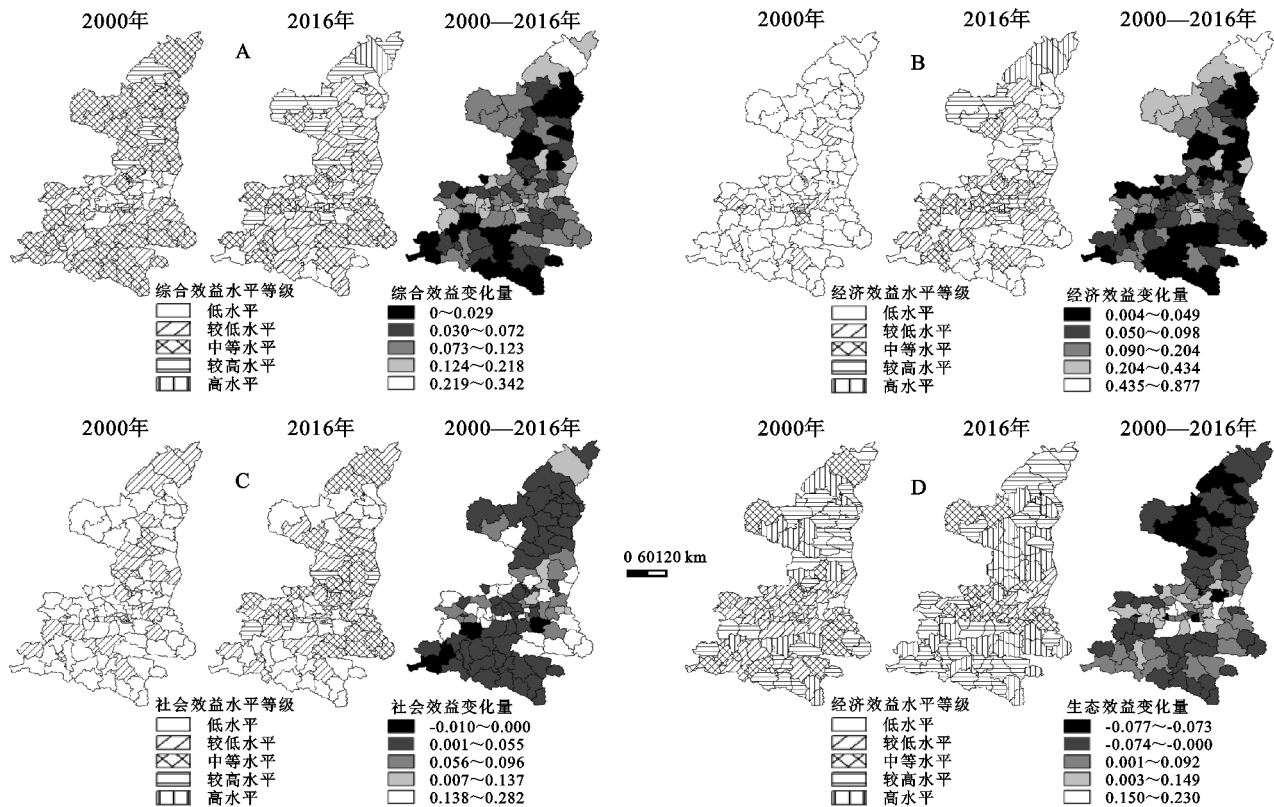 2000年 2016年 2000—2016年
A
综合效益水平等级
低水平
较低水平
中等水平
较高水平
高水平
综合效益变化量
0～0.029
0.030～0.072
0.073～0.123
0.124～0.218
0.219～0.342
2000年 2016年 2000—2016年
B
经济效益水平等级
低水平
较低水平
中等水平
较高水平
高水平
经济效益变化量
0.004～0.049
0.050～0.098
0.090～0.204
0.204～0.434
0.435～0.877
2000年 2016年 2000—2016年
C
社会效益水平等级
低水平
较低水平
中等水平
较高水平
高水平
社会效益变化量
-0.010～0.000
0.001～0.055
0.056～0.096
0.007～0.137
0.138～0.282
0 60120 km
2000年 2016年 2000—2016年
D
经济效益水平等级
低水平
较低水平
中等水平
较高水平
高水平
生态效益变化量
-0.077～-0.073
-0.074～-0.000
0.001～0.092
0.003～0.149
0.150～0.230